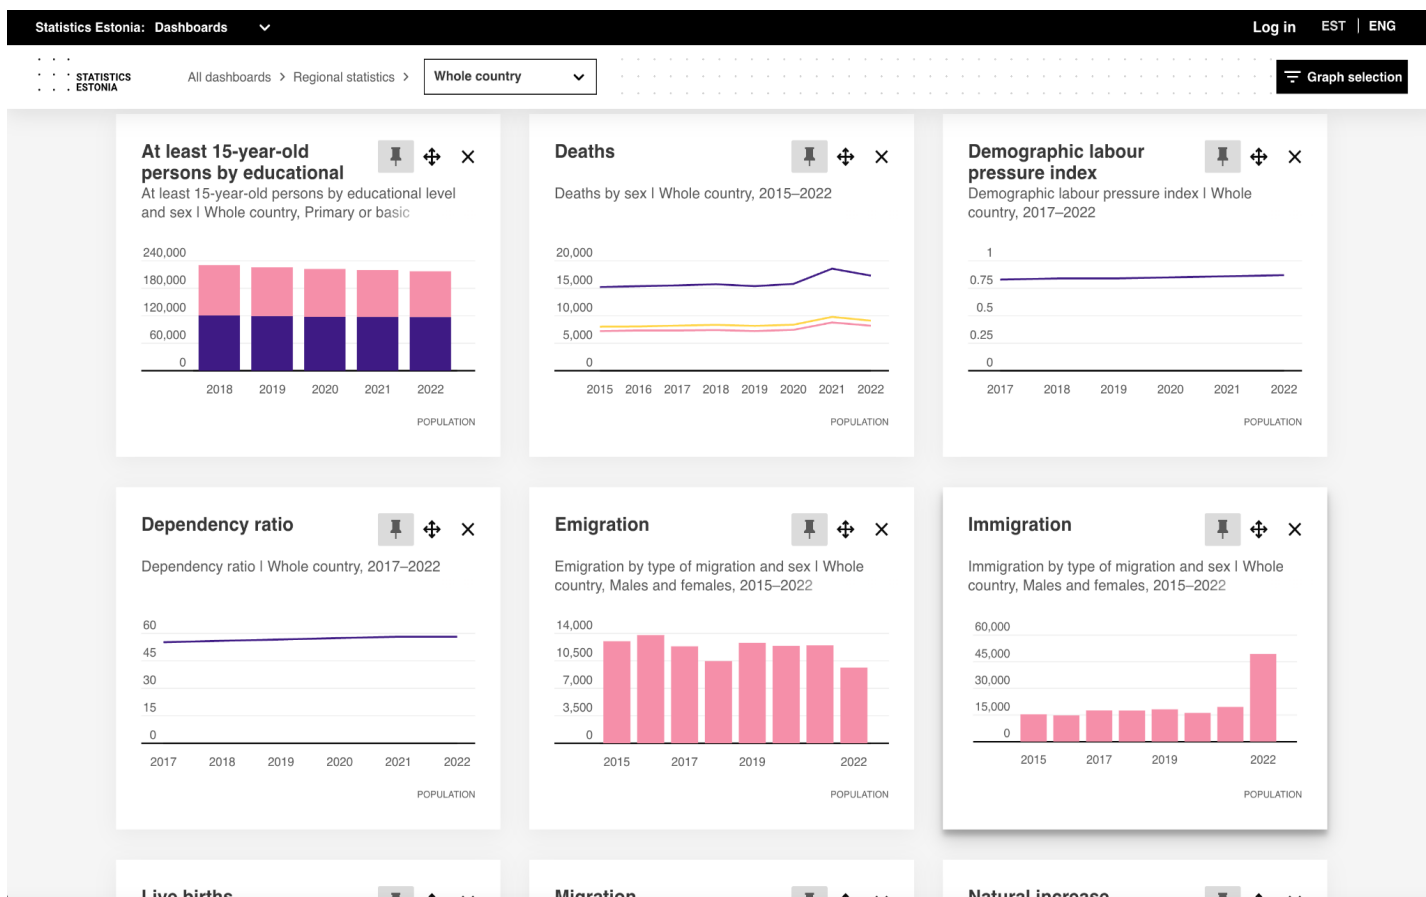 Statistics Estonia: Dashboards
Log in EST | ENG
STATISTICS
ESTONIA
All dashboards > Regional statistics >
Whole country
Graph selection
At least 15-year-old
persons by educational
At least 15-year-old persons by educational level
and sex | Whole country, Primary or basic
240,000
180,000
120,000
60,000
0
2018 2019 2020 2021 2022
POPULATION
Deaths
Deaths by sex | Whole country, 2015–2022
20,000
15,000
10,000
5,000
0
2015 2016 2017 2018 2019 2020 2021 2022
POPULATION
Demographic labour
pressure index
Demographic labour pressure index | Whole
country, 2017–2022
1
0.75
0.5
0.25
0
2017 2018 2019 2020 2021 2022
POPULATION
Dependency ratio
Dependency ratio | Whole country, 2017–2022
60
45
30
15
0
2017 2018 2019 2020 2021 2022
POPULATION
Emigration
Emigration by type of migration and sex | Whole
country, Males and females, 2015–2022
14,000
10,500
7,000
3,500
0
2015 2017 2019 2022
POPULATION
Immigration
Immigration by type of migration and sex | Whole
country, Males and females, 2015–2022
60,000
45,000
30,000
15,000
0
2015 2017 2019 2022
POPULATION
Live births
Migration
Natural increase